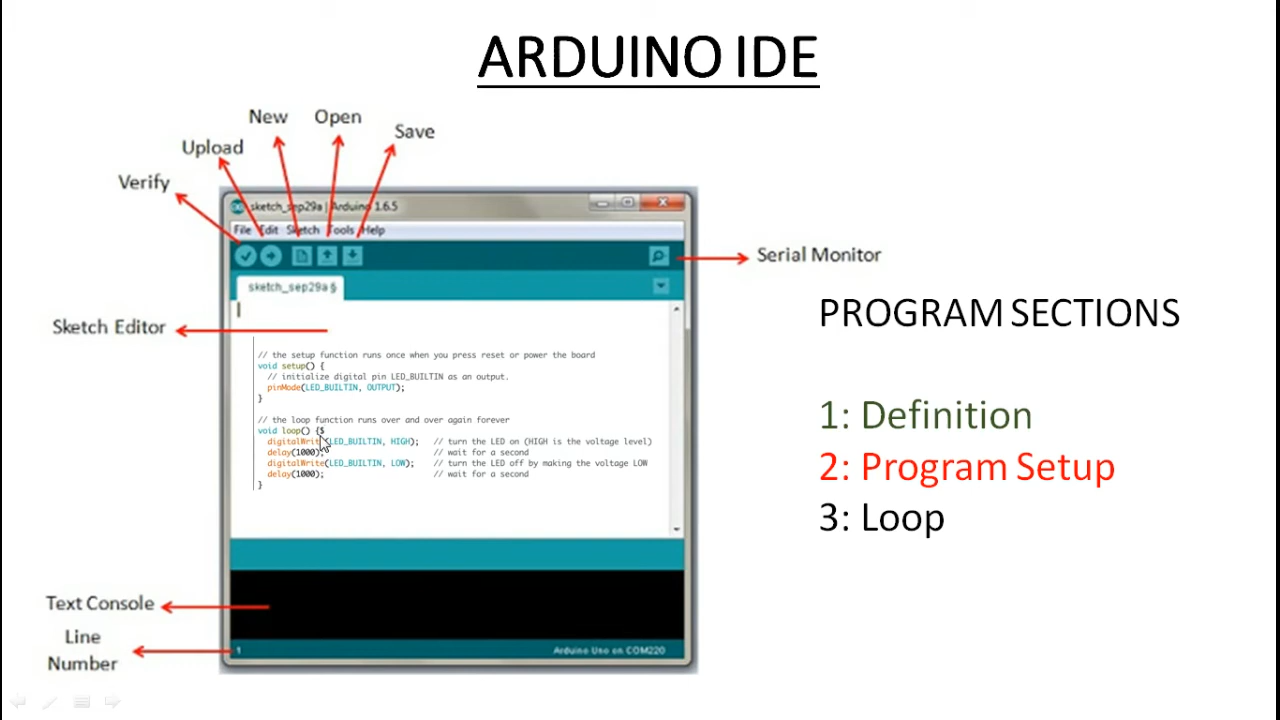 ARDUINO IDE
New
Open
Save
Upload
Verify
sketch_sep29a | Arduino 1.6.5
File Edit Sketch Tools Help
Serial Monitor
sketch_sep29a §
Sketch Editor
// the setup function runs once when you press reset or power the board
void setup() {
// initialize digital pin LED_BUILTIN as an output.
pinMode(LED_BUILTIN, OUTPUT);
}
// the loop function runs over and over again forever
void loop() {$
digitalWrite(LED_BUILTIN, HIGH); // turn the LED on (HIGH is the voltage level)
delay(1000); // wait for a second
digitalWrite(LED_BUILTIN, LOW); // turn the LED off by making the voltage LOW
delay(1000); // wait for a second
}
PROGRAM SECTIONS
1: Definition
2: Program Setup
3: Loop
Text Console
Line
Number
1
Arduino Uno on COM220